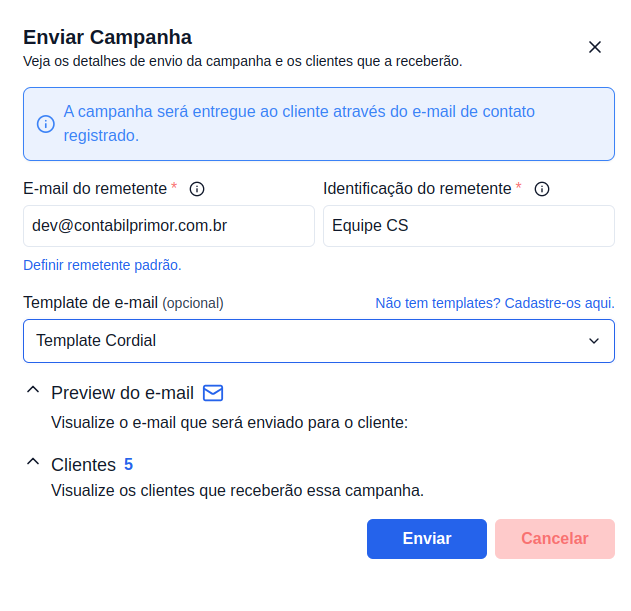 Enviar Campanha
Veja os detalhes de envio da campanha e os clientes que a receberão.
A campanha será entregue ao cliente através do e-mail de contato
registrado.
E-mail do remetente *
Identificação do remetente *
dev@contabilprimor.com.br
Equipe CS
Definir remetente padrão.
Template de e-mail (opcional)
Não tem templates? Cadastre-os aqui.
Template Cordial
Preview do e-mail
Visualize o e-mail que será enviado para o cliente:
Clientes 5
Visualize os clientes que receberão essa campanha.
Enviar
Cancelar